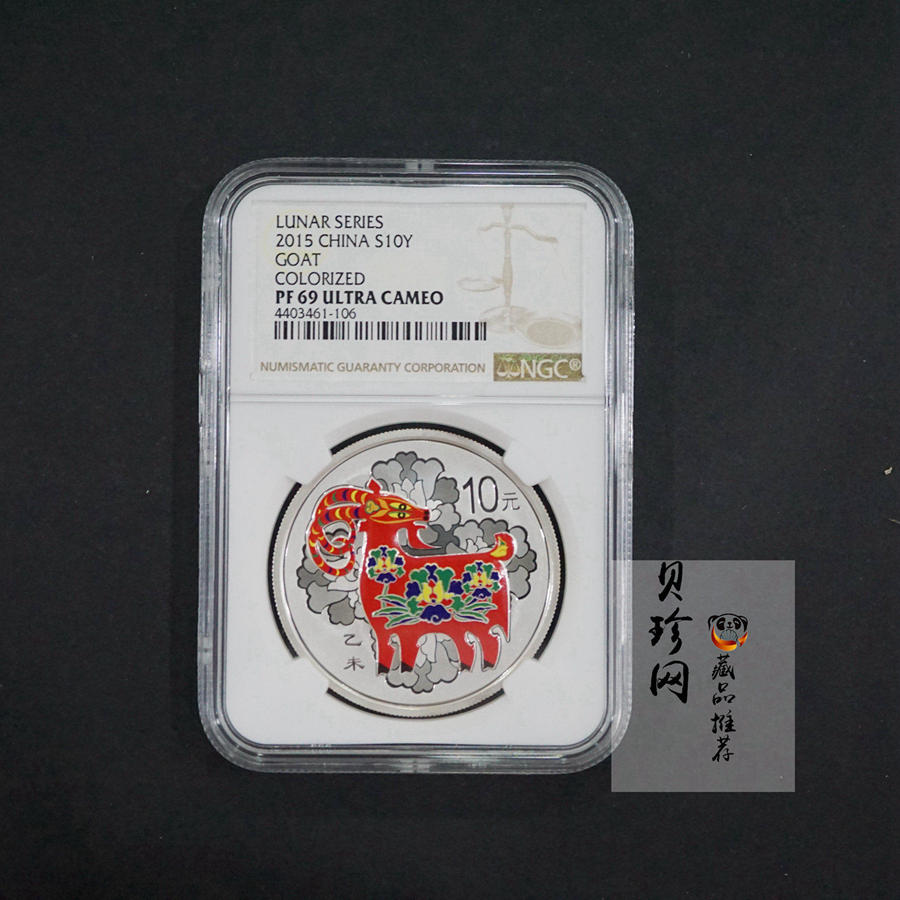 LUNAR SERIES
2015 CHINA S10Y
GOAT
COLORIZED
PF 69 ULTRA CAMEO
4403461-106
NUMISMATIC GUARANTY CORPORATION
NGC®
10元
乙未
贝珍网
藏品推荐